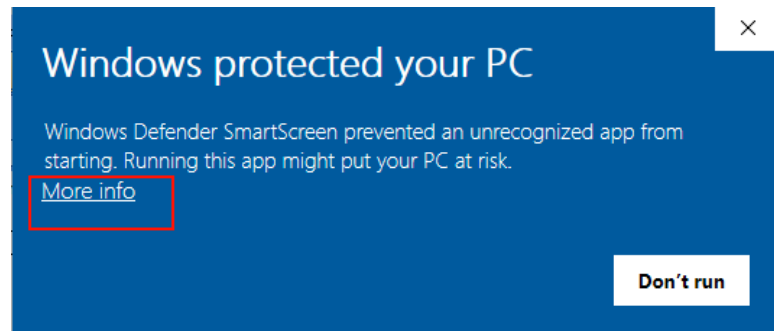 Windows protected your PC
Windows Defender SmartScreen prevented an unrecognized app from
starting. Running this app might put your PC at risk.
More info
Don't run